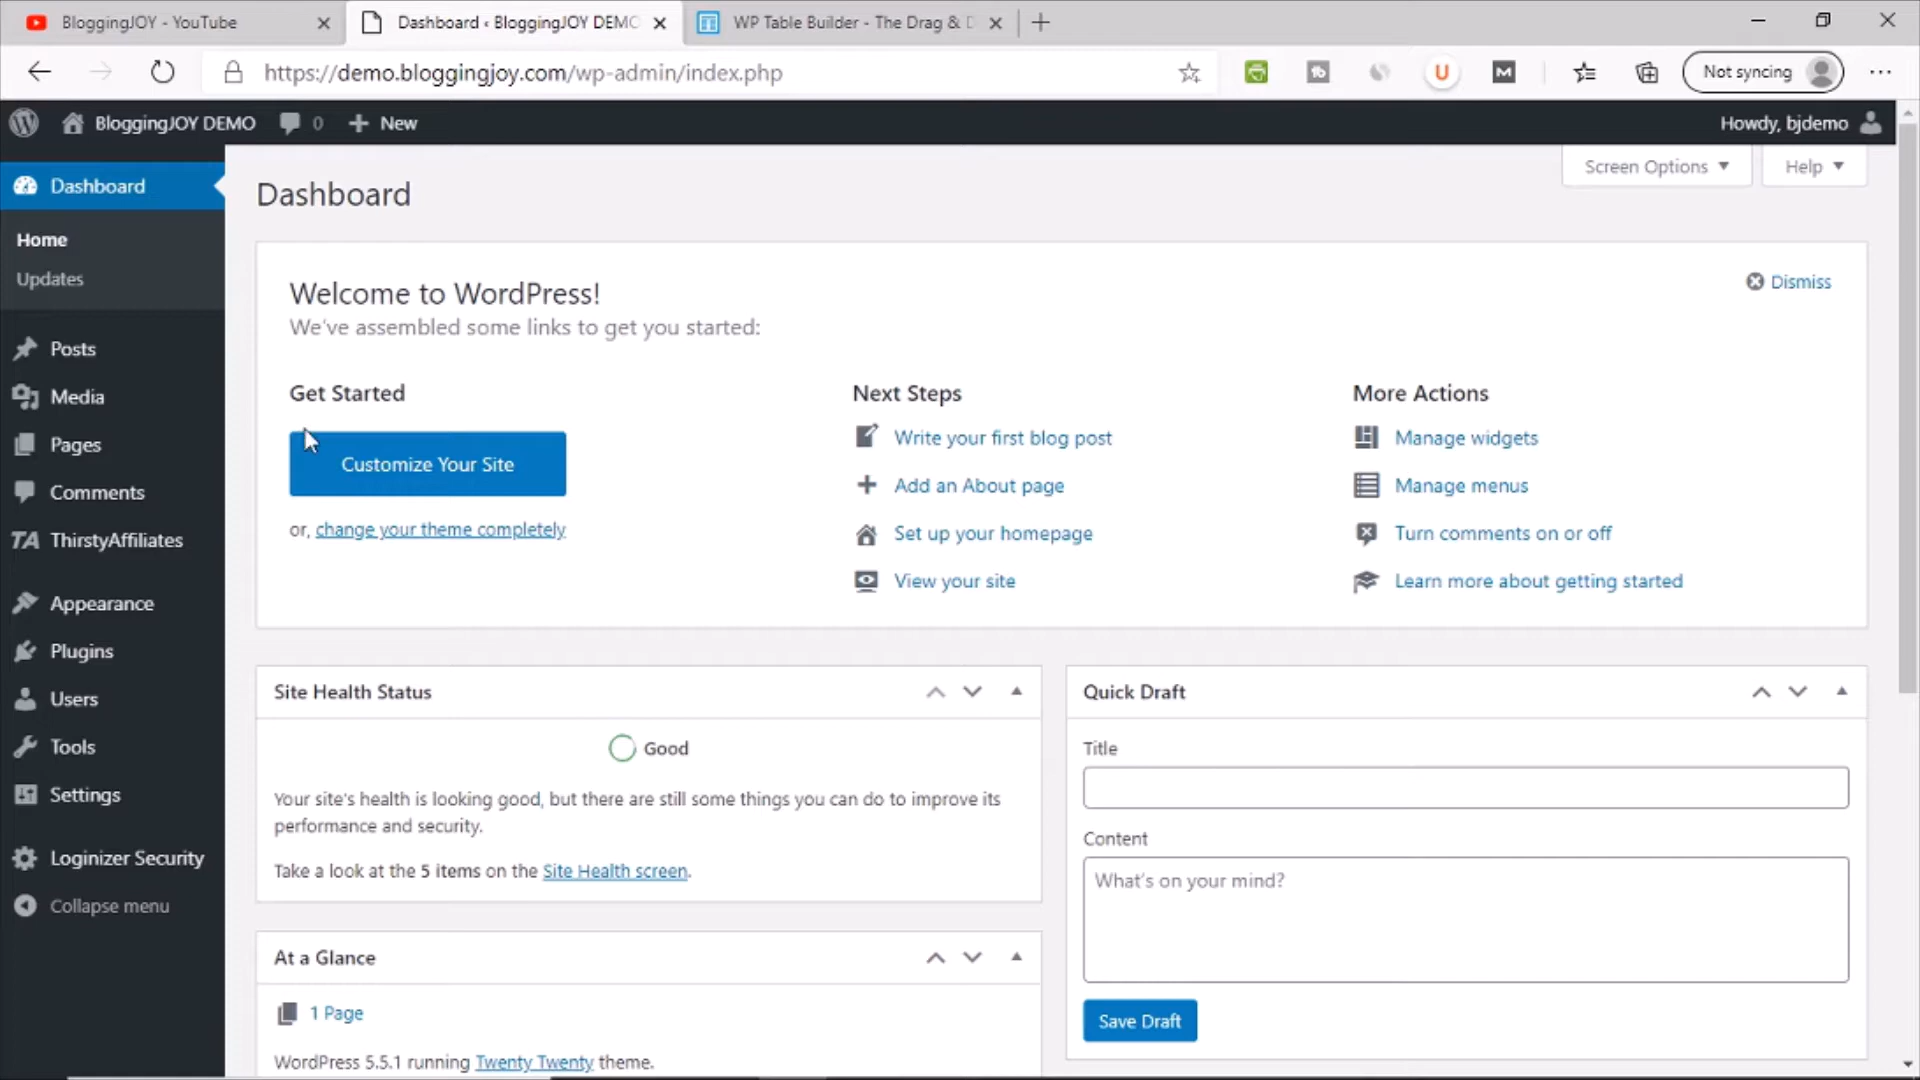 BloggingJOY - YouTube
Dashboard ‹ BloggingJOY DEMO
WP Table Builder - The Drag & D
https://demo.bloggingjoy.com/wp-admin/index.php
Not syncing
BloggingJOY DEMO 0 New
Howdy, bjdemo
Screen Options
Help
Dashboard
Home
Updates
Posts
Media
Pages
Comments
TA ThirstyAffiliates
Appearance
Plugins
Users
Tools
Settings
Loginizer Security
Collapse menu
Dashboard
Welcome to WordPress!
We've assembled some links to get you started:
Dismiss
Get Started
Customize Your Site
or, change your theme completely
Next Steps
Write your first blog post
Add an About page
Set up your homepage
View your site
More Actions
Manage widgets
Manage menus
Turn comments on or off
Learn more about getting started
Site Health Status
Good
Your site's health is looking good, but there are still some things you can do to improve its
performance and security.
Take a look at the 5 items on the Site Health screen.
At a Glance
1 Page
WordPress 5.5.1 running Twenty Twenty theme.
Quick Draft
Title
Content
What's on your mind?
Save Draft